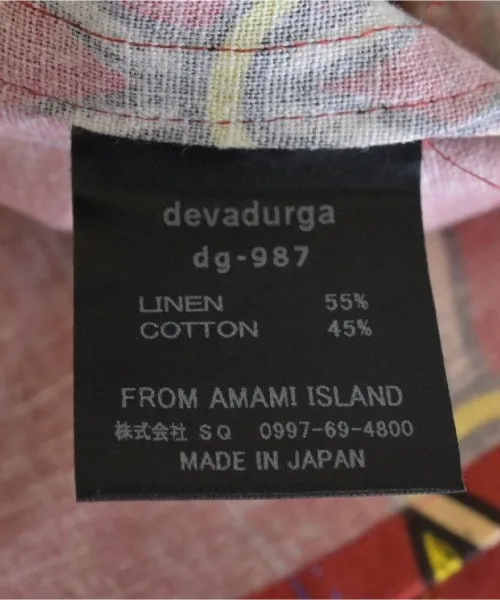 devadurga
dg-987
LINEN 55%
COTTON 45%
FROM AMAMI ISLAND
株式会社 SQ 0997-69-4800
MADE IN JAPAN